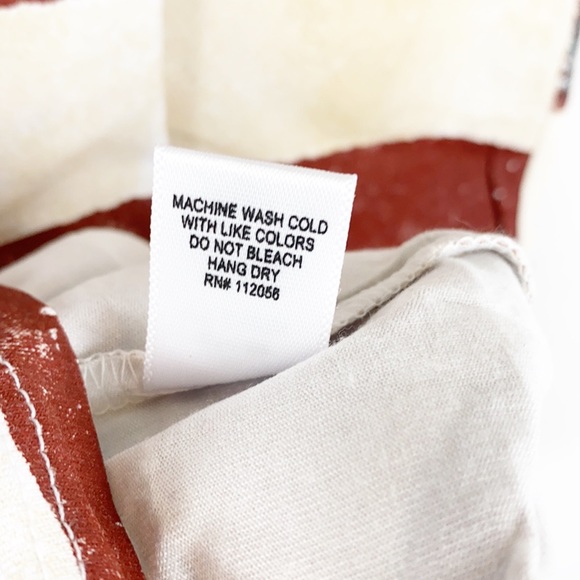 MACHINE WASH COLD
WITH LIKE COLORS
DO NOT BLEACH
HANG DRY
RN# 112056